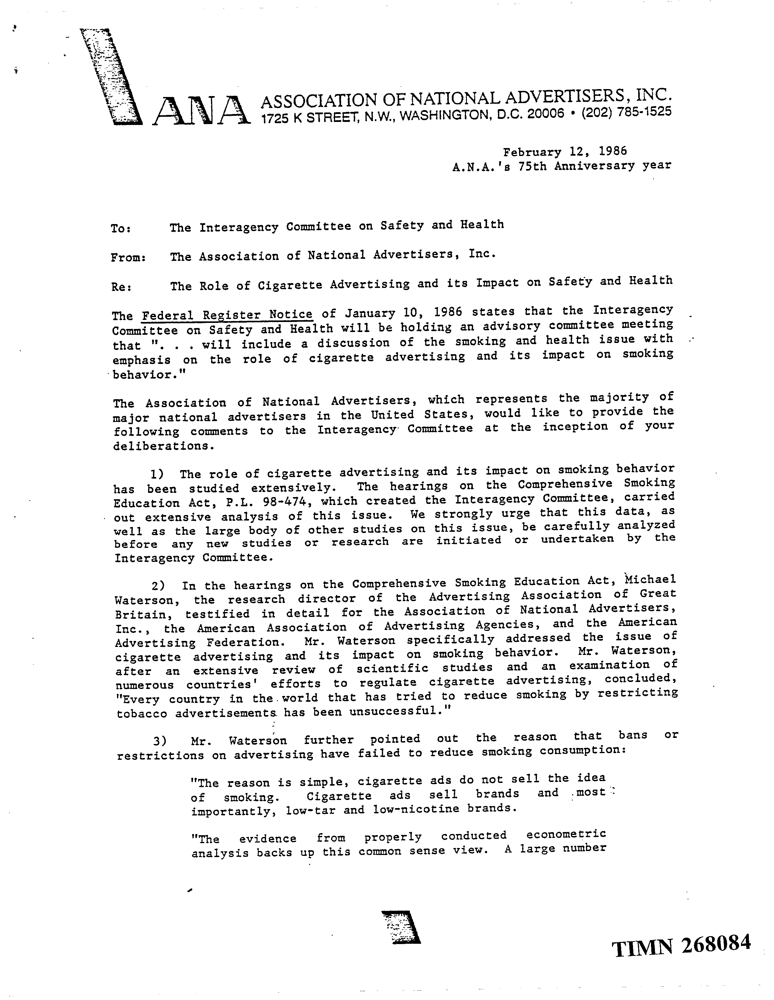 ANA ASSOCIATION OF NATIONAL ADVERTISERS, INC.
1725 K STREET, N.W., WASHINGTON, D.C. 20006 • (202) 785-1525
February 12, 1986
A.N.A.'s 75th Anniversary year
To: The Interagency Committee on Safety and Health
From: The Association of National Advertisers, Inc.
Re: The Role of Cigarette Advertising and its Impact on Safety and Health
The Federal Register Notice of January 10, 1986 states that the Interagency
Committee on Safety and Health will be holding an advisory committee meeting
that ". . . will include a discussion of the smoking and health issue with
emphasis on the role of cigarette advertising and its impact on smoking
behavior."
The Association of National Advertisers, which represents the majority of
major national advertisers in the United States, would like to provide the
following comments to the Interagency Committee at the inception of your
deliberations.
1) The role of cigarette advertising and its impact on smoking behavior
has been studied extensively. The hearings on the Comprehensive Smoking
Education Act, P.L. 98-474, which created the Interagency Committee, carried
out extensive analysis of this issue. We strongly urge that this data, as
well as the large body of other studies on this issue, be carefully analyzed
before any new studies or research are initiated or undertaken by the
Interagency Committee.
2) In the hearings on the Comprehensive Smoking Education Act, Michael
Waterson, the research director of the Advertising Association of Great
Britain, testified in detail for the Association of National Advertisers,
Inc., the American Association of Advertising Agencies, and the American
Advertising Federation. Mr. Waterson specifically addressed the issue of
cigarette advertising and its impact on smoking behavior. Mr. Waterson,
after an extensive review of scientific studies and an examination of
numerous countries' efforts to regulate cigarette advertising, concluded,
"Every country in the world that has tried to reduce smoking by restricting
tobacco advertisements has been unsuccessful."
3) Mr. Waterson further pointed out the reason that bans or
restrictions on advertising have failed to reduce smoking consumption:
"The reason is simple, cigarette ads do not sell the idea
of smoking. Cigarette ads sell brands and most
importantly, low-tar and low-nicotine brands.
"The evidence from properly conducted econometric
analysis backs up this common sense view. A large number
TIMN 268084